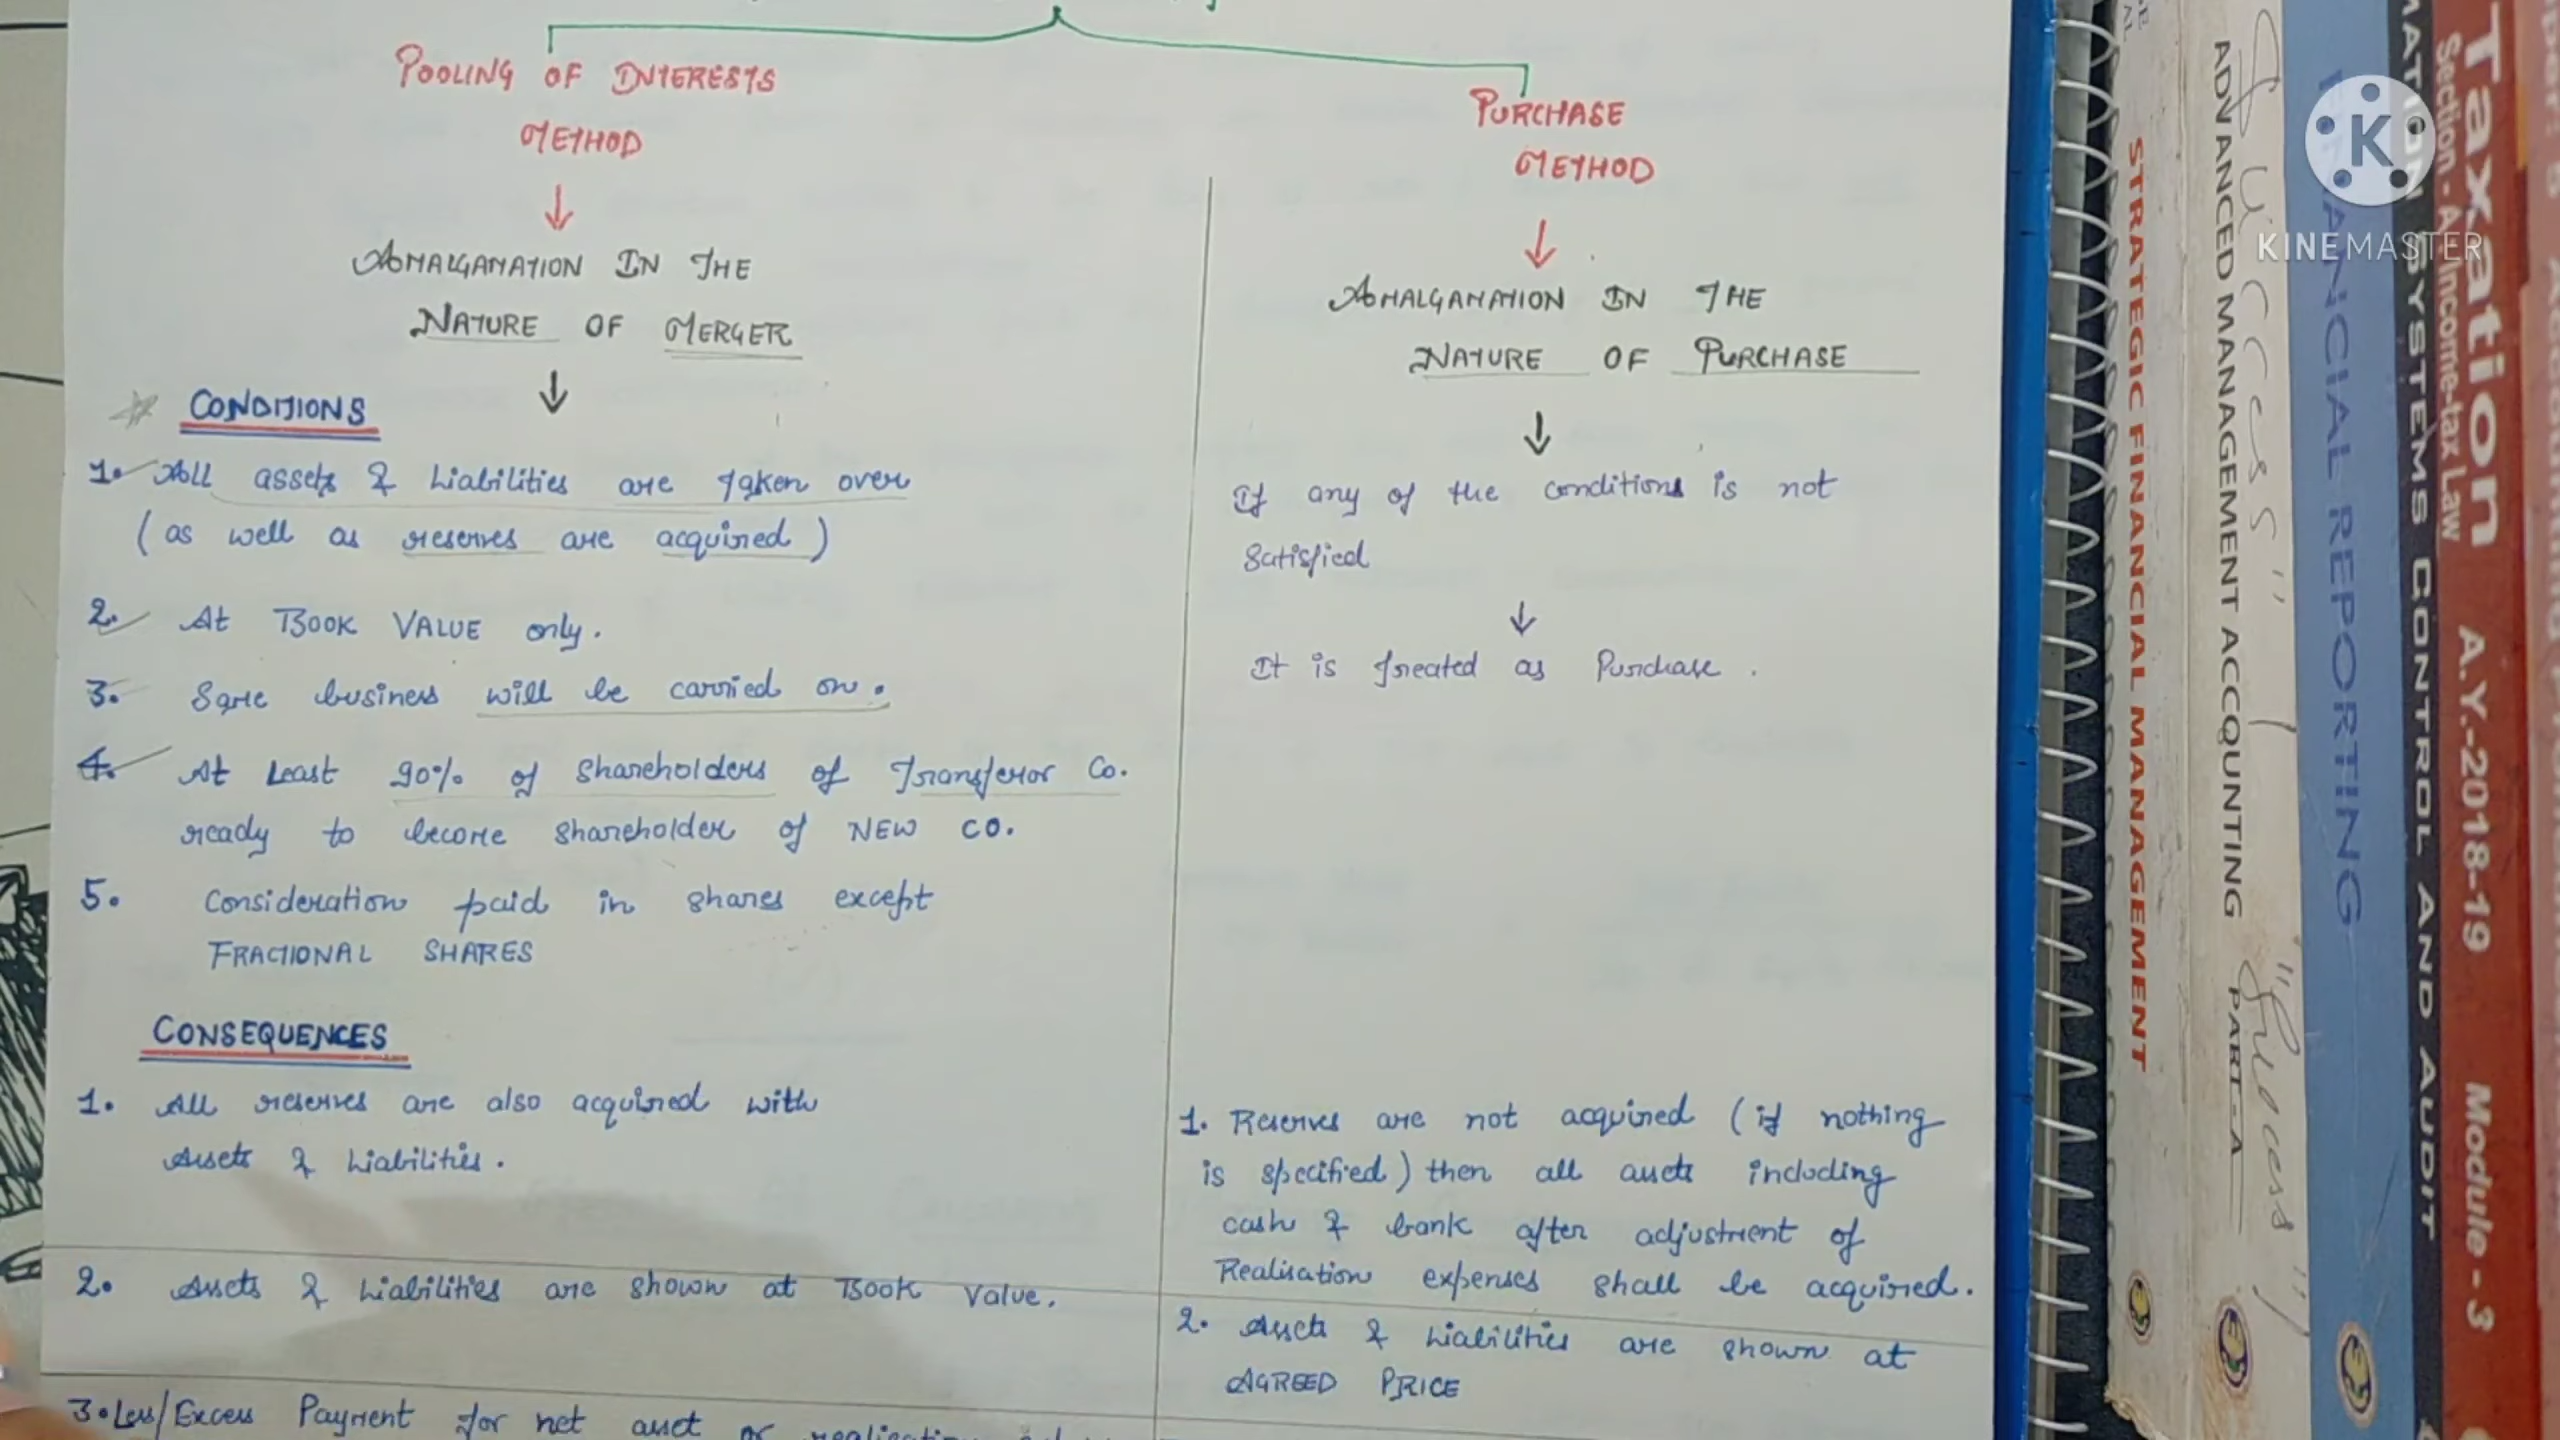 POOLING OF INTERESTS
METHOD
AMALGAMATION IN THE
NATURE OF MERGER
CONDITIONS
1. All assets & Liabilities are taken over
(as well as reserves are acquired)
2. At BOOK VALUE only.
3. Same business will be carried on.
4. At Least 90% of shareholders of Transferor Co.
ready to become shareholder of NEW CO.
5. Consideration paid in shares except
FRACTIONAL SHARES
CONSEQUENCES
1. All reserves are also acquired with
Assets & Liabilities.
2. Assets & Liabilities are shown at Book Value.
3. Less/Excess Payment for net asset or
PURCHASE
METHOD
AMALGAMATION IN THE
NATURE OF PURCHASE
If any of the conditions is not
Satisfied
It is treated as Purchase.
1. Reserves are not acquired (if nothing
is specified) then all assets including
cash & bank after adjustment of
Realisation expenses shall be acquired.
2. Assets & Liabilities are shown at
AGREED PRICE
STRATEGIC FINANCIAL MANAGEMENT
ADVANCED MANAGEMENT ACCOUNTING PART-A
"Success"
FINANCIAL REPORTING
SYSTEMS CONTROL AND AUDIT
Taxation
Section - A: Income-tax Law
A.Y.-2018-19 Module - 3
K
KINEMASTER